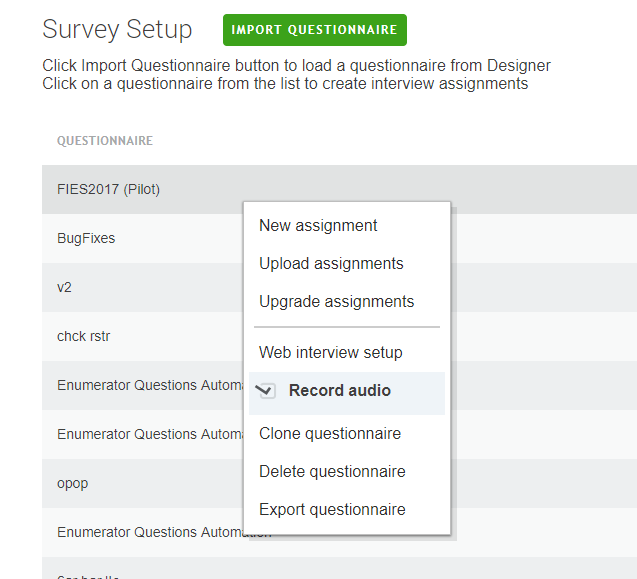 Survey Setup
IMPORT QUESTIONNAIRE
Click Import Questionnaire button to load a questionnaire from Designer
Click on a questionnaire from the list to create interview assignments
QUESTIONNAIRE
FIES2017 (Pilot)
BugFixes
v2
chck rstr
Enumerator Questions Automa
Enumerator Questions Automa
opop
Enumerator Questions Automation
New assignment
Upload assignments
Upgrade assignments
Web interview setup
Record audio
Clone questionnaire
Delete questionnaire
Export questionnaire